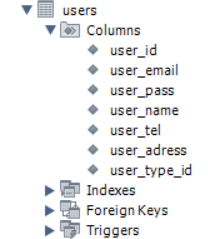 users
Columns
user_id
user_email
user_pass
user_name
user_tel
user_adress
user_type_id
Indexes
Foreign Keys
Triggers